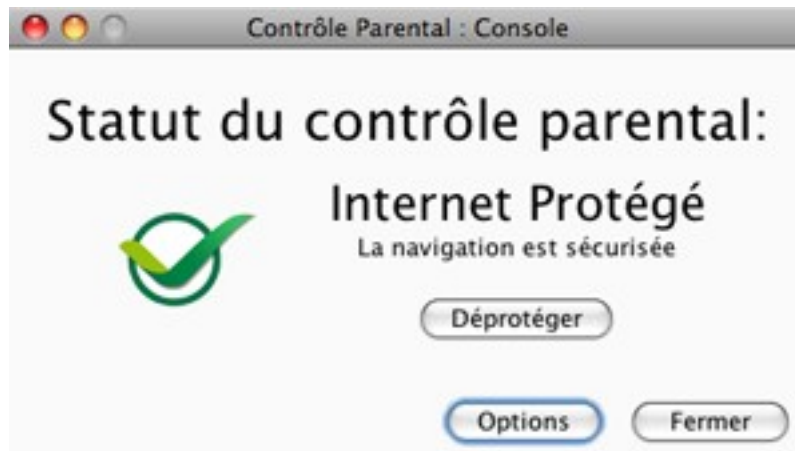 Contrôle Parental : Console
Statut du contrôle parental:
Internet Protégé
La navigation est sécurisée
Déprotéger
Options
Fermer